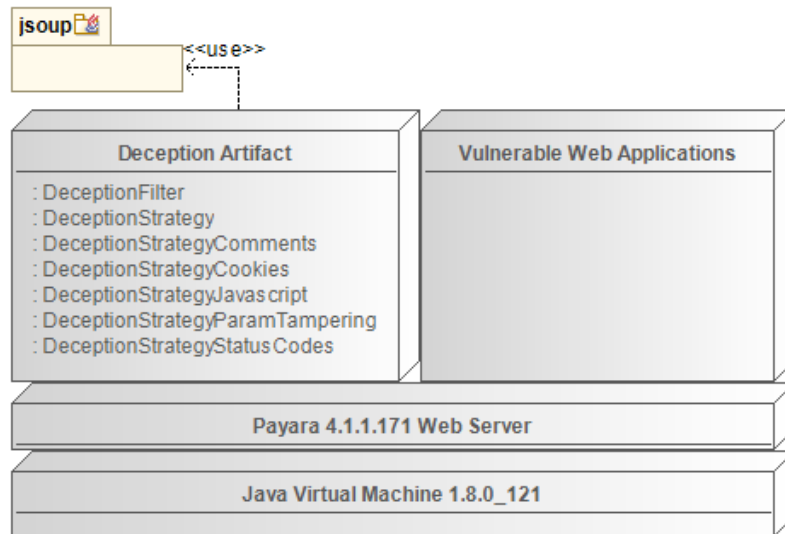 jsoup
<<use>>
Deception Artifact
: DeceptionFilter
: DeceptionStrategy
: DeceptionStrategyComments
: DeceptionStrategyCookies
: DeceptionStrategyJavascript
: DeceptionStrategyParamTampering
: DeceptionStrategyStatusCodes
Vulnerable Web Applications
Payara 4.1.1.171 Web Server
Java Virtual Machine 1.8.0_121